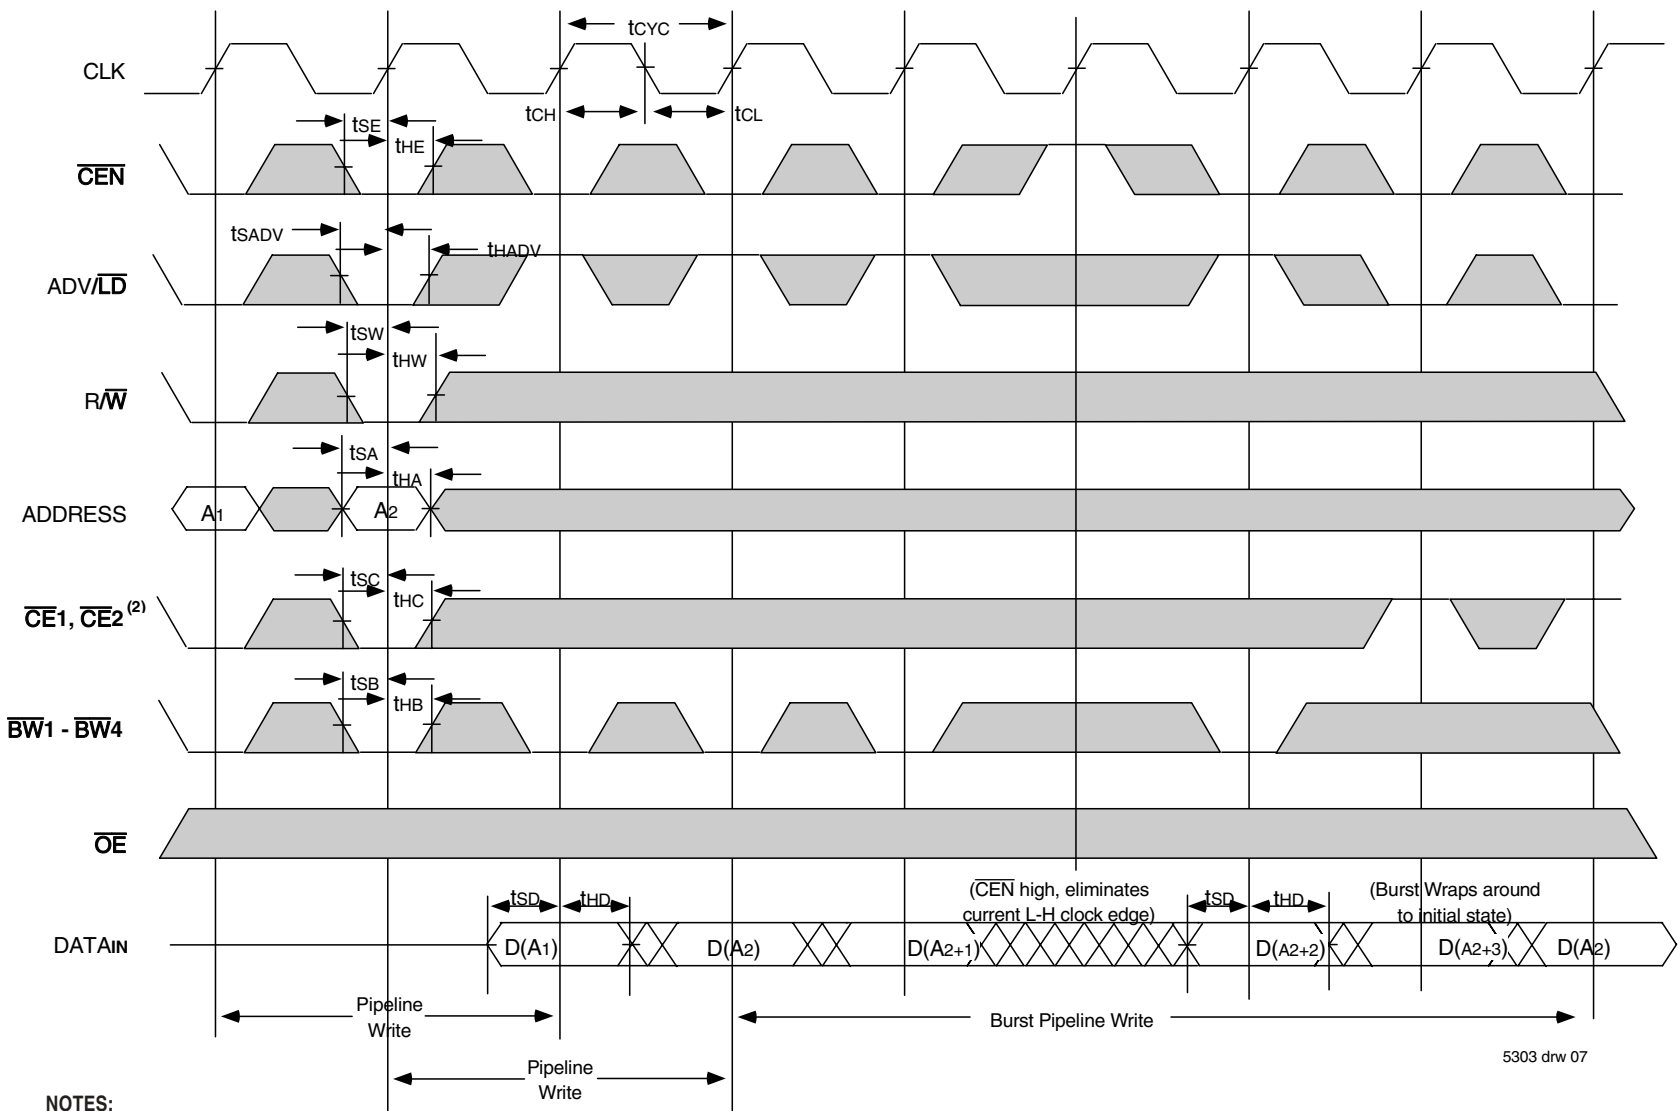 tCYC
CLK
tCH
tCL
tSE
tHE
CEN
tSADV
tHADV
ADV/LD
tSW
tHW
R/W
tSA
tHA
ADDRESS
A1
A2
tSC
tHC
CE1, CE2 (2)
tSB
tHB
BW1 - BW4
OE
(CEN high, eliminates
current L-H clock edge)
(Burst Wraps around
to initial state)
tSD
tHD
tSD
tHD
DATAIN
D(A1)
D(A2)
D(A2+1)
D(A2+2)
D(A2+3)
D(A2)
Pipeline
Write
Burst Pipeline Write
Pipeline
Write
5303 drw 07
NOTES: